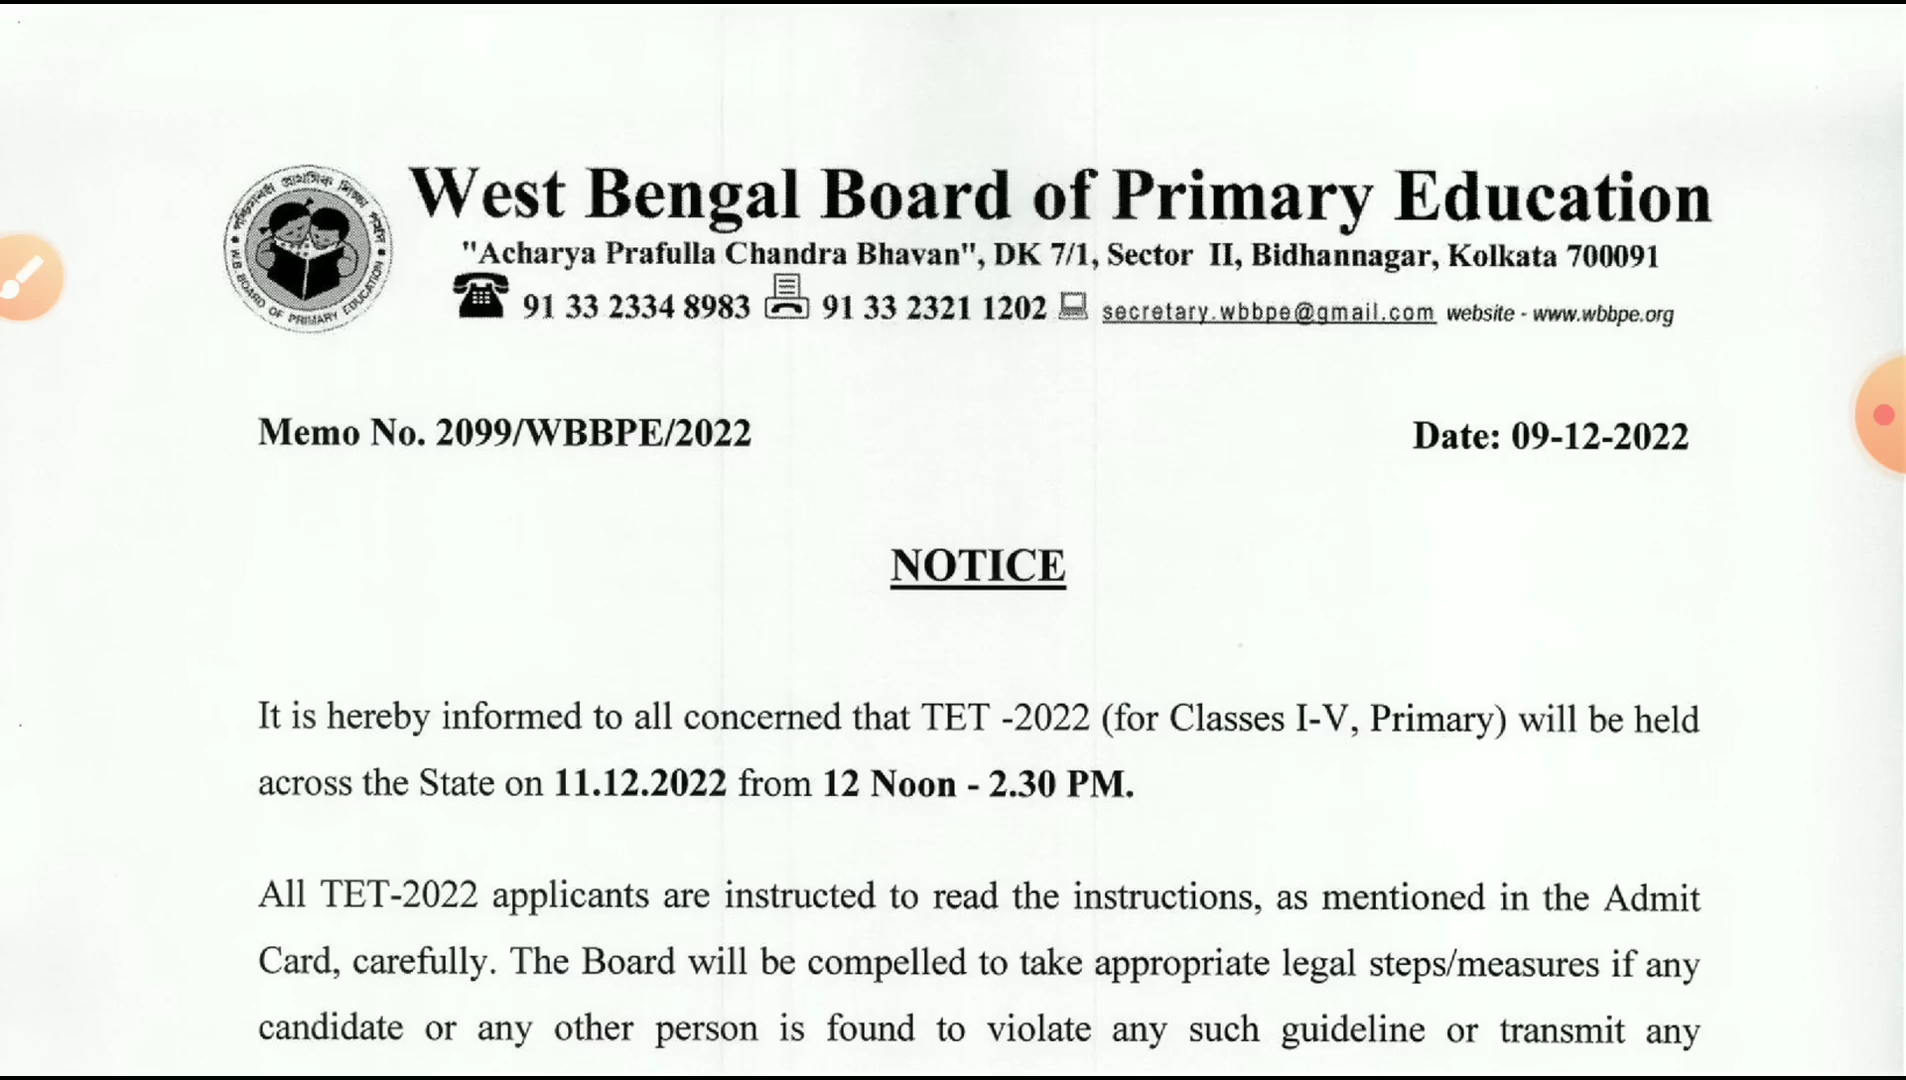 West Bengal Board of Primary Education
"Acharya Prafulla Chandra Bhavan", DK 7/1, Sector II, Bidhannagar, Kolkata 700091
91 33 2334 8983 91 33 2321 1202 secretary.wbbpe@gmail.com website - www.wbbpe.org
W.B. BOARD OF PRIMARY EDUCATION
Memo No. 2099/WBBPE/2022 Date: 09-12-2022
NOTICE
It is hereby informed to all concerned that TET -2022 (for Classes I-V, Primary) will be held
across the State on 11.12.2022 from 12 Noon - 2.30 PM.
All TET-2022 applicants are instructed to read the instructions, as mentioned in the Admit
Card, carefully. The Board will be compelled to take appropriate legal steps/measures if any
candidate or any other person is found to violate any such guideline or transmit any